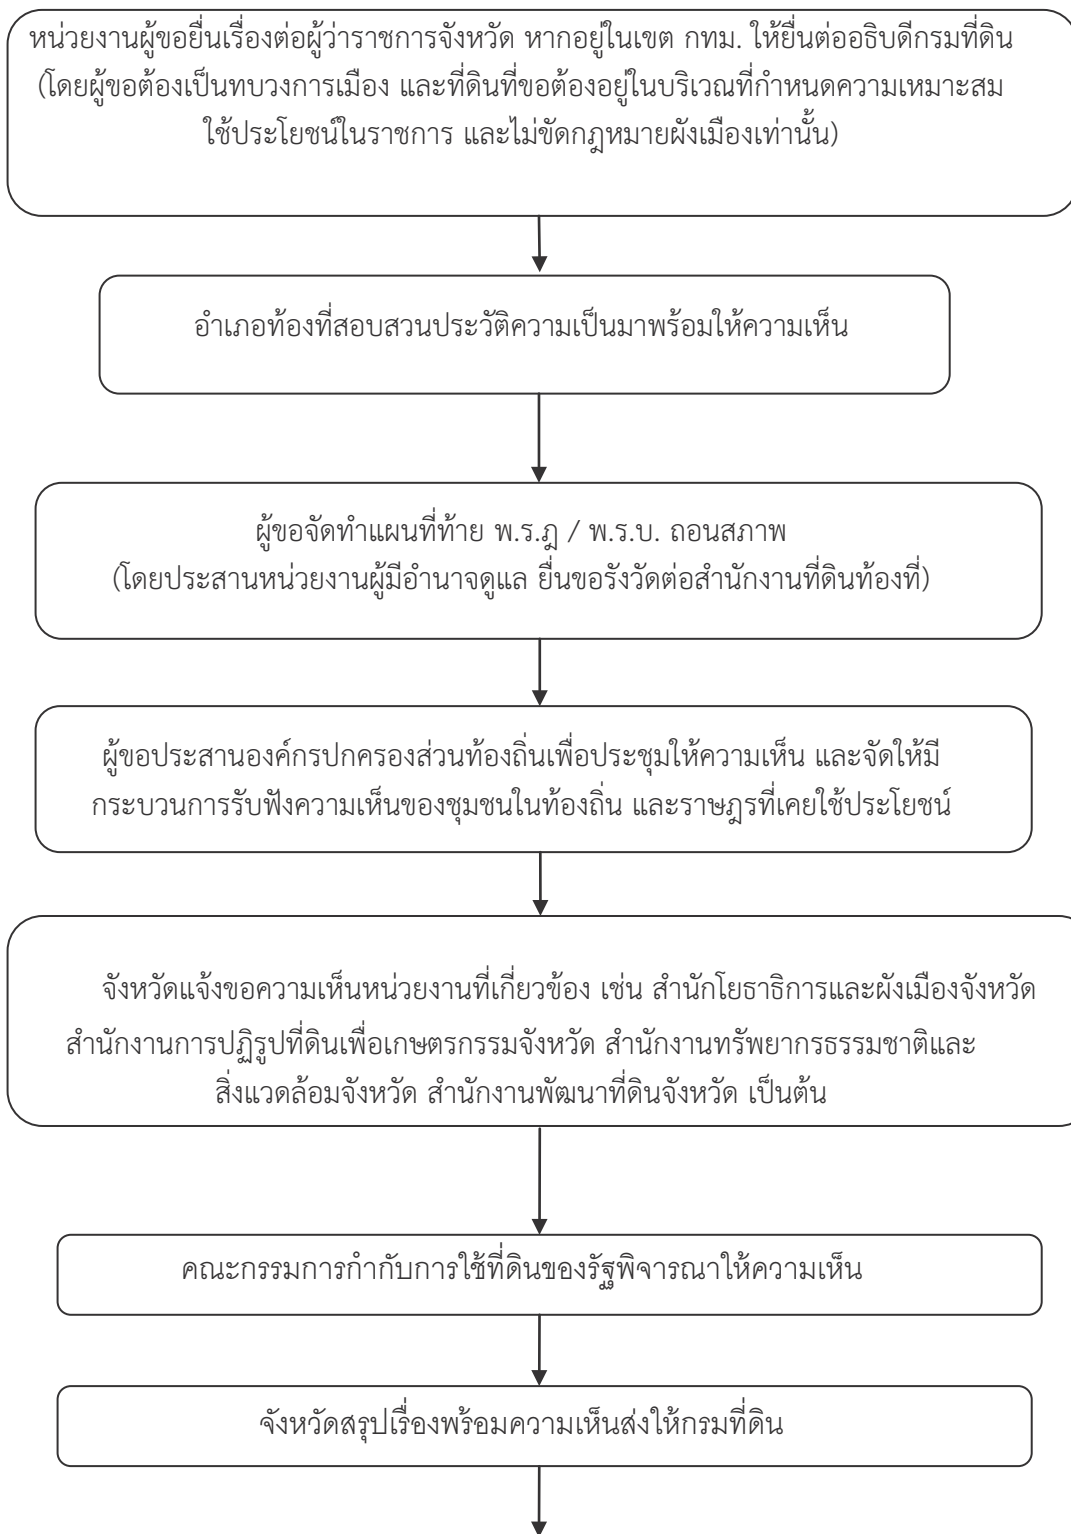 หน่วยงานผู้ขอยื่นเรื่องต่อผู้ว่าราชการจังหวัด หากอยู่ในเขต กทม. ให้ยื่นต่ออธิบดีกรมที่ดิน
(โดยผู้ขอต้องเป็นทบวงการเมือง และที่ดินที่ขอต้องอยู่ในบริเวณที่กำหนดความเหมาะสม
ใช้ประโยชน์ในราชการ และไม่ขัดกฎหมายผังเมืองเท่านั้น)
อำเภอท้องที่สอบสวนประวัติความเป็นมาพร้อมให้ความเห็น
ผู้ขอจัดทำแผนที่ท้าย พ.ร.ฎ / พ.ร.บ. ถอนสภาพ
(โดยประสานหน่วยงานผู้มีอำนาจดูแล ยื่นขอรังวัดต่อสำนักงานที่ดินท้องที่)
ผู้ขอประสานองค์กรปกครองส่วนท้องถิ่นเพื่อประชุมให้ความเห็น และจัดให้มี
กระบวนการรับฟังความเห็นของชุมชนในท้องถิ่น และราษฎรที่เคยใช้ประโยชน์
จังหวัดแจ้งขอความเห็นหน่วยงานที่เกี่ยวข้อง เช่น สำนักโยธาธิการและผังเมืองจังหวัด
สำนักงานการปฏิรูปที่ดินเพื่อเกษตรกรรมจังหวัด สำนักงานทรัพยากรธรรมชาติและ
สิ่งแวดล้อมจังหวัด สำนักงานพัฒนาที่ดินจังหวัด เป็นต้น
คณะกรรมการกำกับการใช้ที่ดินของรัฐพิจารณาให้ความเห็น
จังหวัดสรุปเรื่องพร้อมความเห็นส่งให้กรมที่ดิน